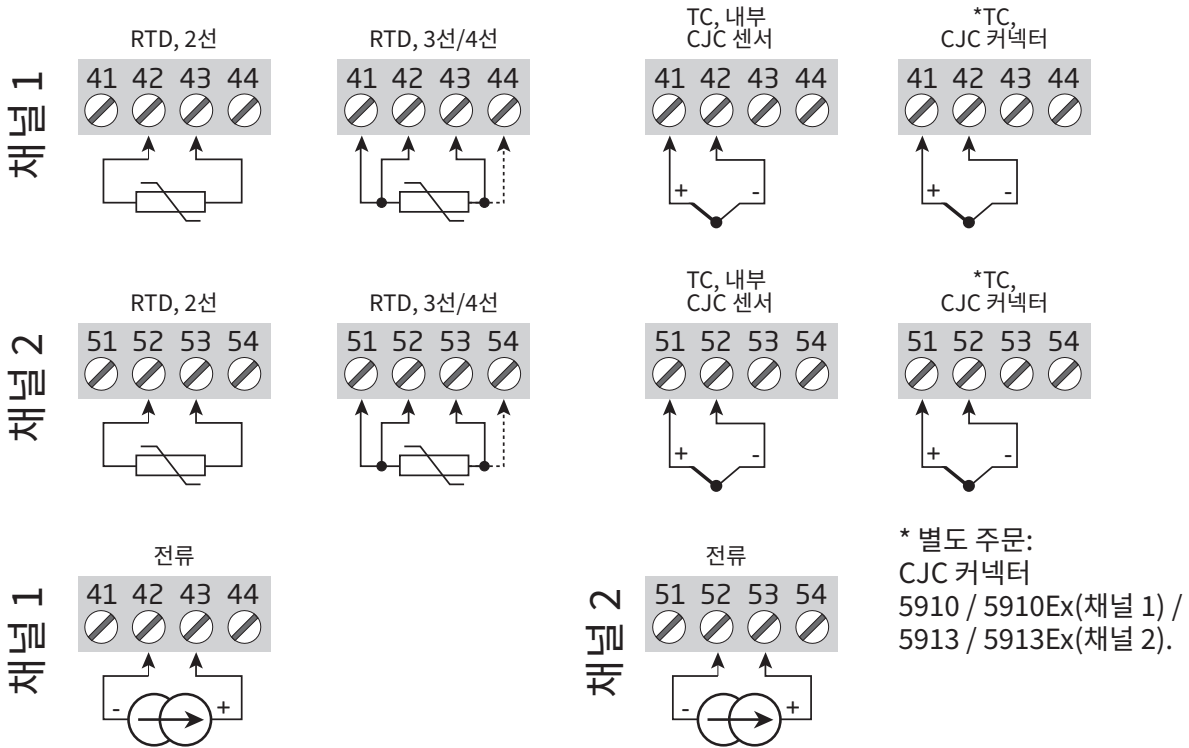 채널 1
RTD, 2선
41 42 43 44
RTD, 3선/4선
41 42 43 44
TC, 내부
CJC 센서
41 42 43 44
+ -
*TC,
CJC 커넥터
41 42 43 44
+ -
채널 2
RTD, 2선
51 52 53 54
RTD, 3선/4선
51 52 53 54
TC, 내부
CJC 센서
51 52 53 54
+ -
*TC,
CJC 커넥터
51 52 53 54
+ -
채널 1
전류
41 42 43 44
- +
채널 2
전류
51 52 53 54
- +
* 별도 주문:
CJC 커넥터
5910 / 5910Ex(채널 1) /
5913 / 5913Ex(채널 2).